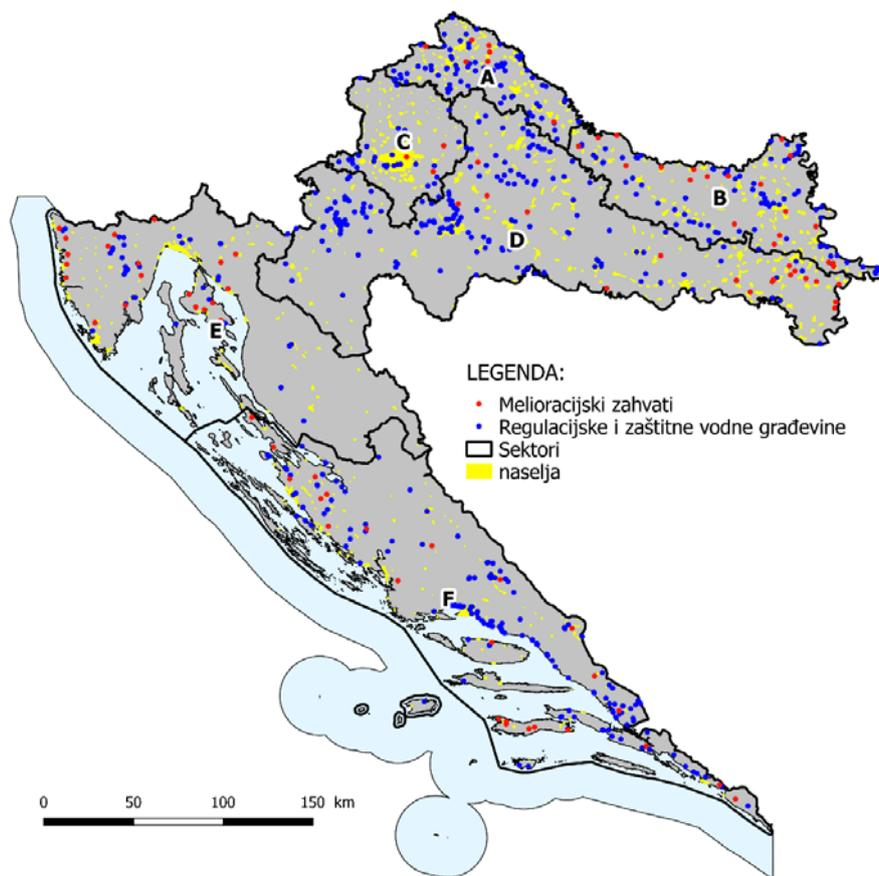 A
C
B
D
E
LEGENDA:
Melioracijski zahvati
Regulacijske i zaštitne vodne građevine
Sektori
naselja
F
0 50 100 150 km